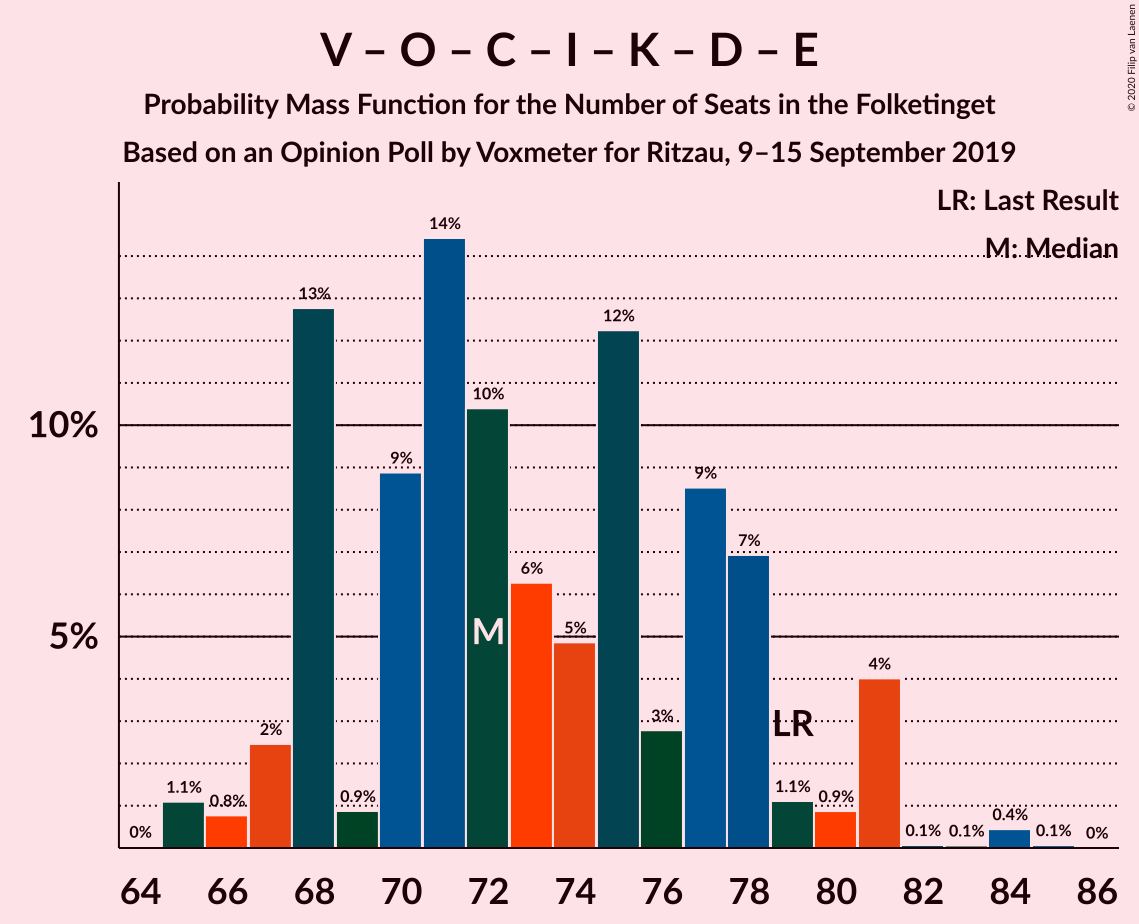 V – O – C – I – K – D – E
Probability Mass Function for the Number of Seats in the Folketinget
Based on an Opinion Poll by Voxmeter for Ritzau, 9–15 September 2019
© 2020 Filip van Laenen
LR: Last Result
M: Median
10%
5%
0%
1.1%
0.8%
2%
13%
0.9%
9%
14%
10%
6%
5%
12%
3%
9%
7%
1.1%
0.9%
4%
0.1%
0.1%
0.4%
0.1%
0%
M
LR
64 66 68 70 72 74 76 78 80 82 84 86